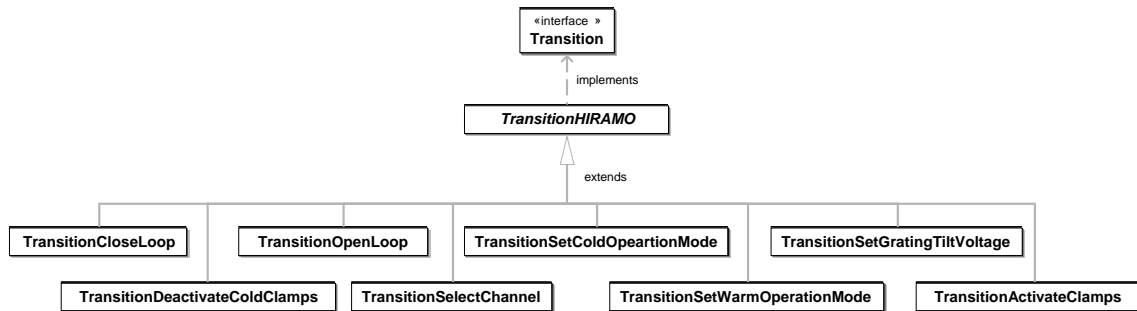 «interface »
Transition
implements
TransitionHIRAMO
extends
TransitionCloseLoop
TransitionOpenLoop
TransitionSetColdOpeartionMode
TransitionSetGratingTiltVoltage
TransitionDeactivateColdClamps
TransitionSelectChannel
TransitionSetWarmOperationMode
TransitionActivateClamps